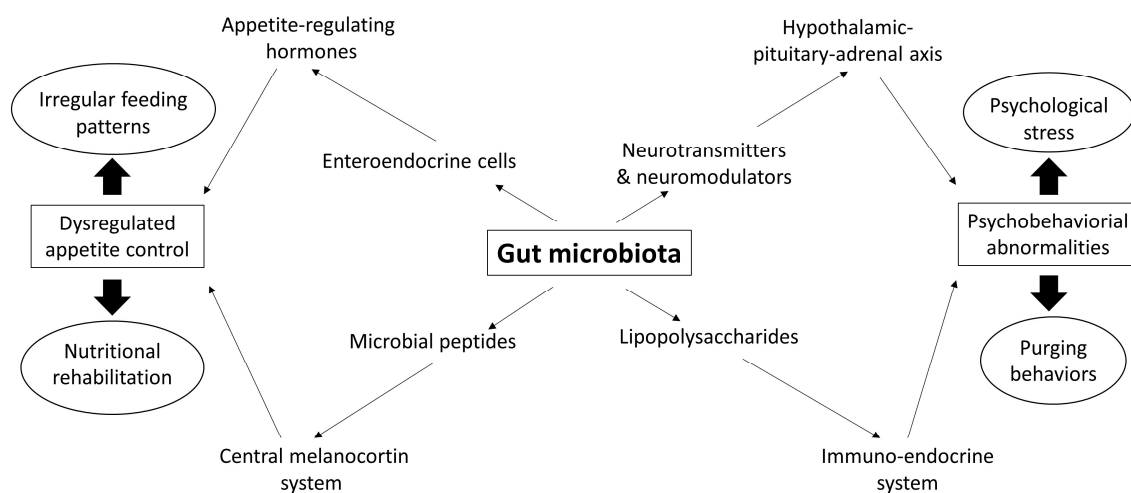 Appetite-regulating
hormones
Hypothalamic-
pituitary-adrenal axis
Irregular feeding
patterns
Psychological
stress
Enteroendocrine cells
Neurotransmitters
& neuromodulators
Dysregulated
appetite control
Gut microbiota
Psychobehaviorial
abnormalities
Microbial peptides
Lipopolysaccharides
Nutritional
rehabilitation
Purging
behaviors
Central melanocortin
system
Immuno-endocrine
system